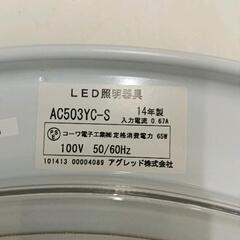 LED照明器具
AC503YC-S 14年製
入力電流 0.67A
コーワ電子工業㈱ 定格消費電力 65W
100V 50/60Hz
101413 00004089 アグレッド株式会社